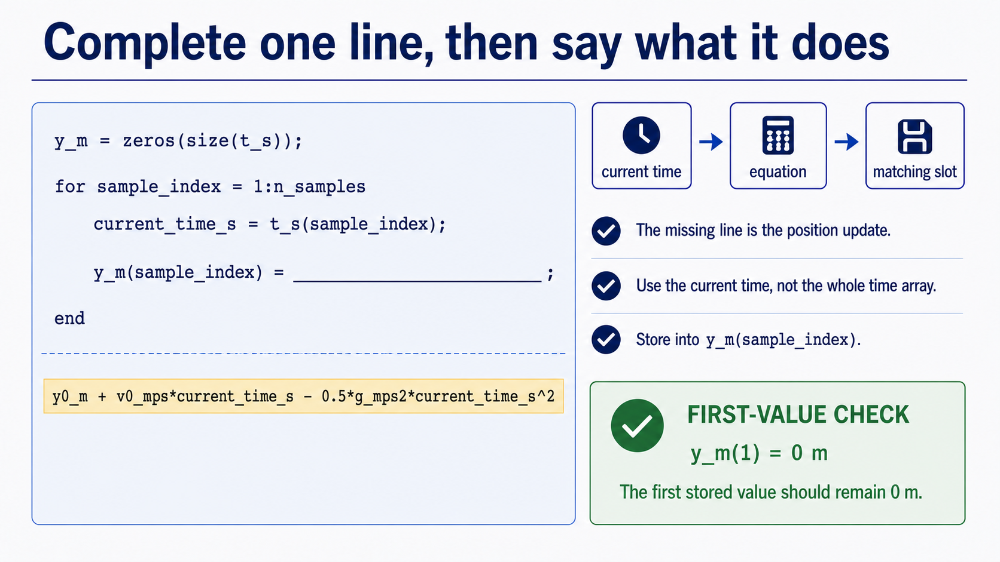 Complete one line, then say what it does
y_m = zeros(size(t_s));
for sample_index = 1:n_samples
current_time_s = t_s(sample_index);
y_m(sample_index) = ____________________ ;
end
y0_m + v0_mps*current_time_s – 0.5*g_mps2*current_time_s^2
current time
equation
matching slot
The missing line is the position update.
Use the current time, not the whole time array.
Store into y_m(sample_index).
FIRST-VALUE CHECK
y_m(1) = 0 m
The first stored value should remain 0 m.